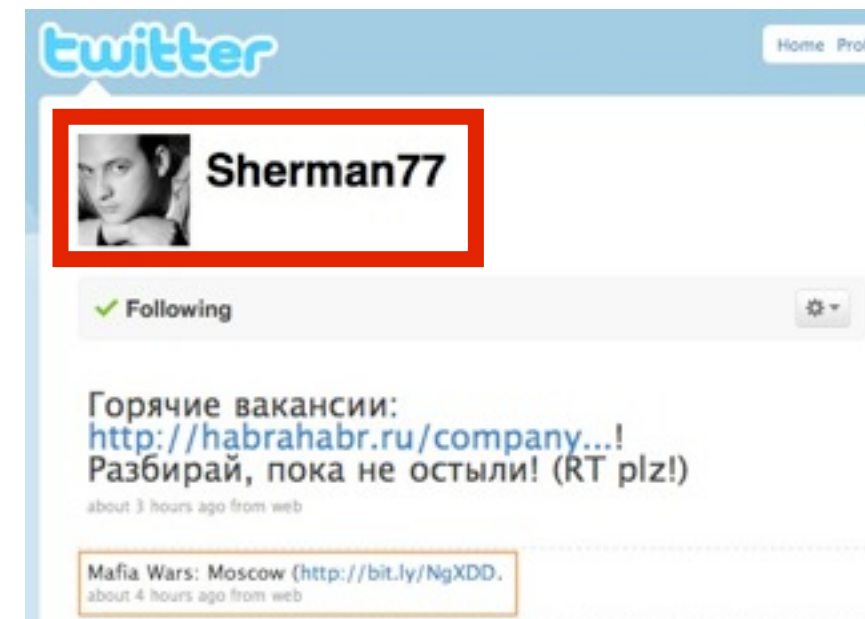 twitter
Home
Sherman77
Following
Горячие вакансии:
http://habrahabr.ru/company...!
Разбирай, пока не остыли! (RT plz!)
about 3 hours ago from web
Mafia Wars: Moscow (http://bit.ly/NgXDD.
about 4 hours ago from web